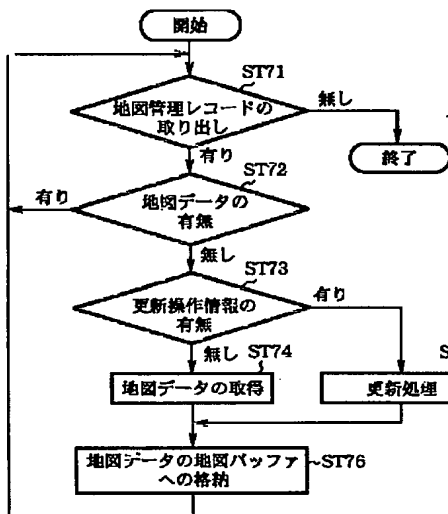 開始
ST71
地図管理レコードの
取り出し
無し
終了
有り
ST72
地図データの
有無
有り
無し
ST73
更新操作情報の
有無
有り
無し
ST74
地図データの取得
S
更新処理
地図データの地図バッファ
への格納
ST76